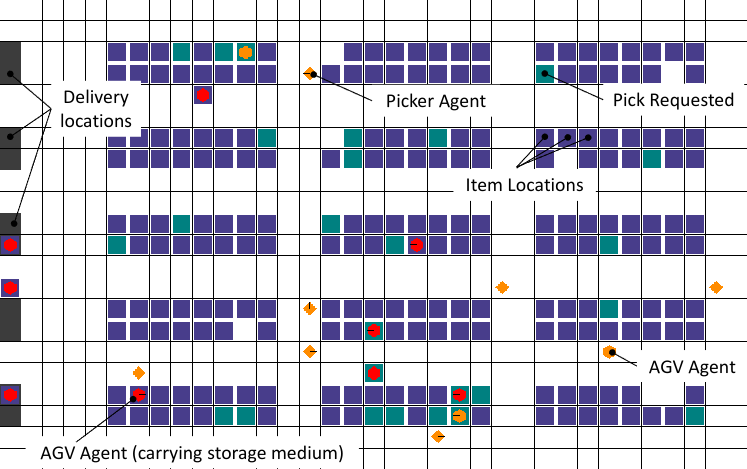 Delivery
locations
Picker Agent
Pick Requested
Item Locations
AGV Agent
AGV Agent (carrying storage medium)